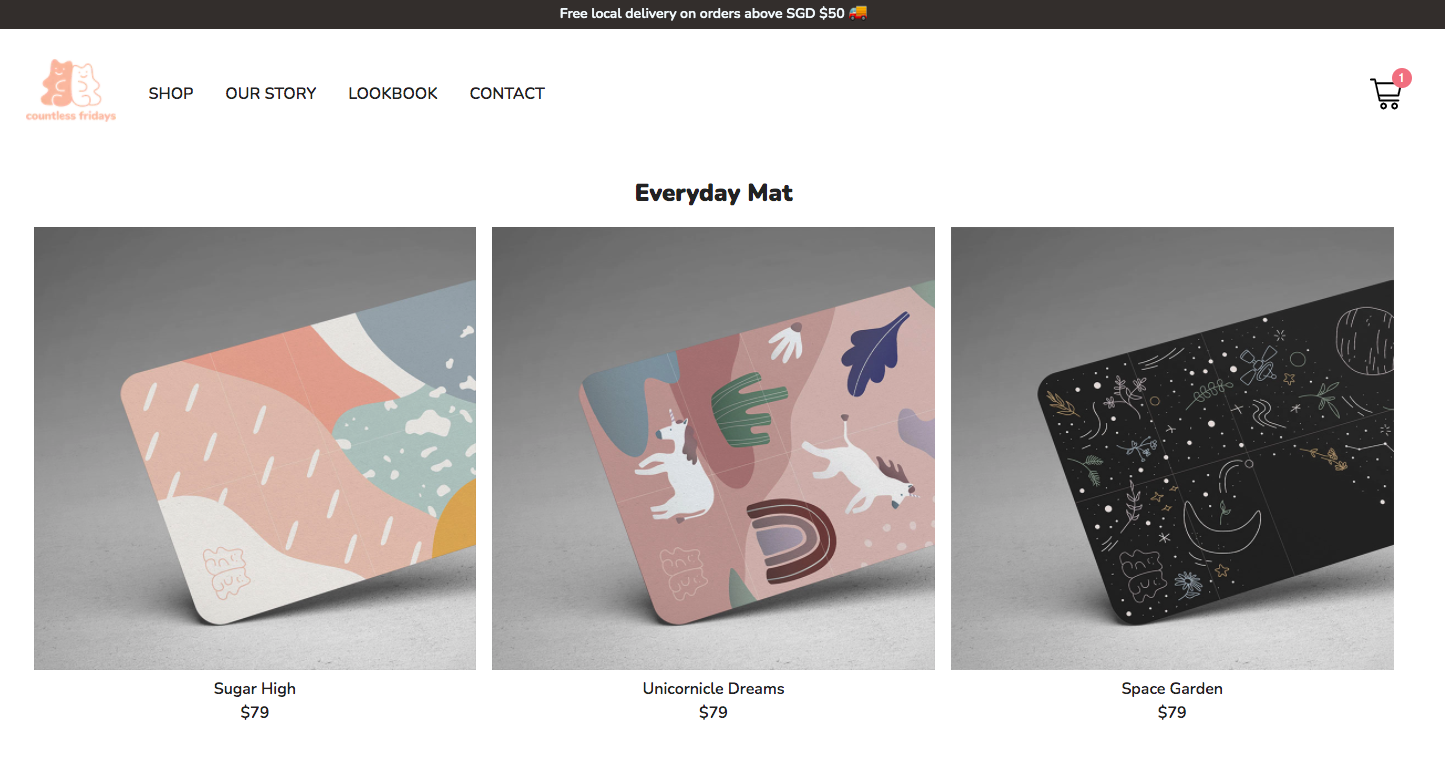 Free local delivery on orders above SGD $50 🚚
countless fridays
SHOP
OUR STORY
LOOKBOOK
CONTACT
1
Everyday Mat
Sugar High
$79
Unicornicle Dreams
$79
Space Garden
$79